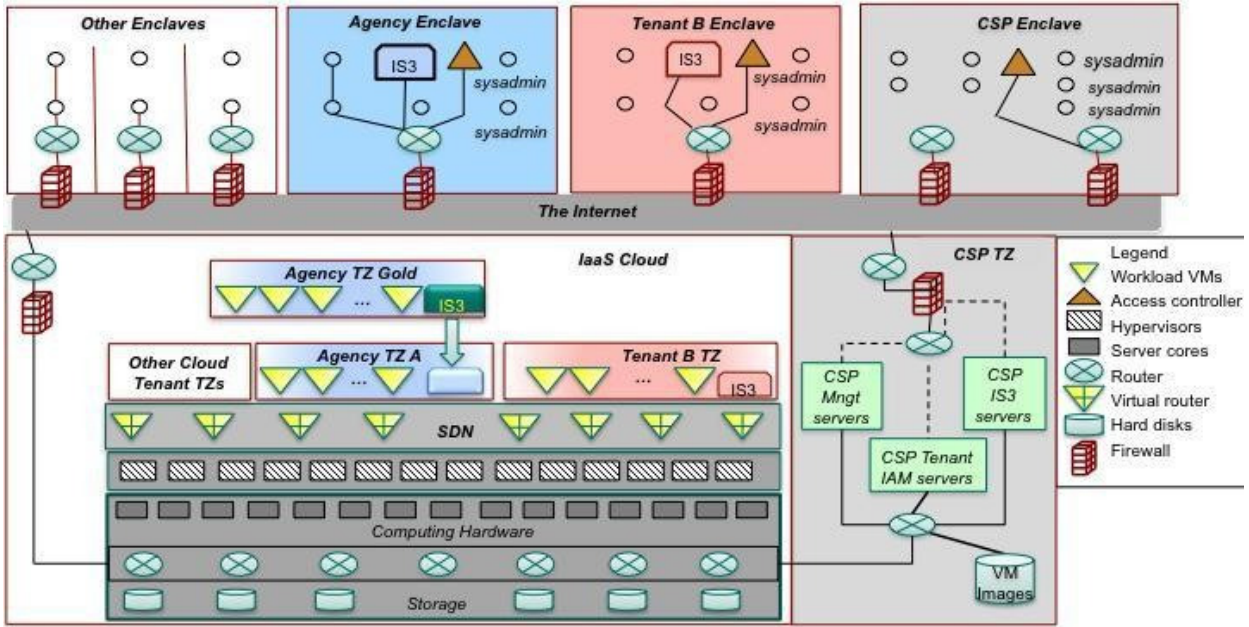 Other Enclaves
Agency Enclave
Tenant B Enclave
CSP Enclave
IS3
sysadmin
sysadmin
IS3
sysadmin
sysadmin
sysadmin
sysadmin
sysadmin
The Internet
IaaS Cloud
CSP TZ
Agency TZ Gold
...
IS3
Other Cloud
Tenant TZs
Agency TZ A
...
Tenant B TZ
...
IS3
SDN
Computing Hardware
Storage
CSP
Mngt
servers
CSP
IS3
servers
CSP Tenant
IAM servers
VM
Images
Legend
Workload VMs
Access controller
Hypervisors
Server cores
Router
Virtual router
Hard disks
Firewall